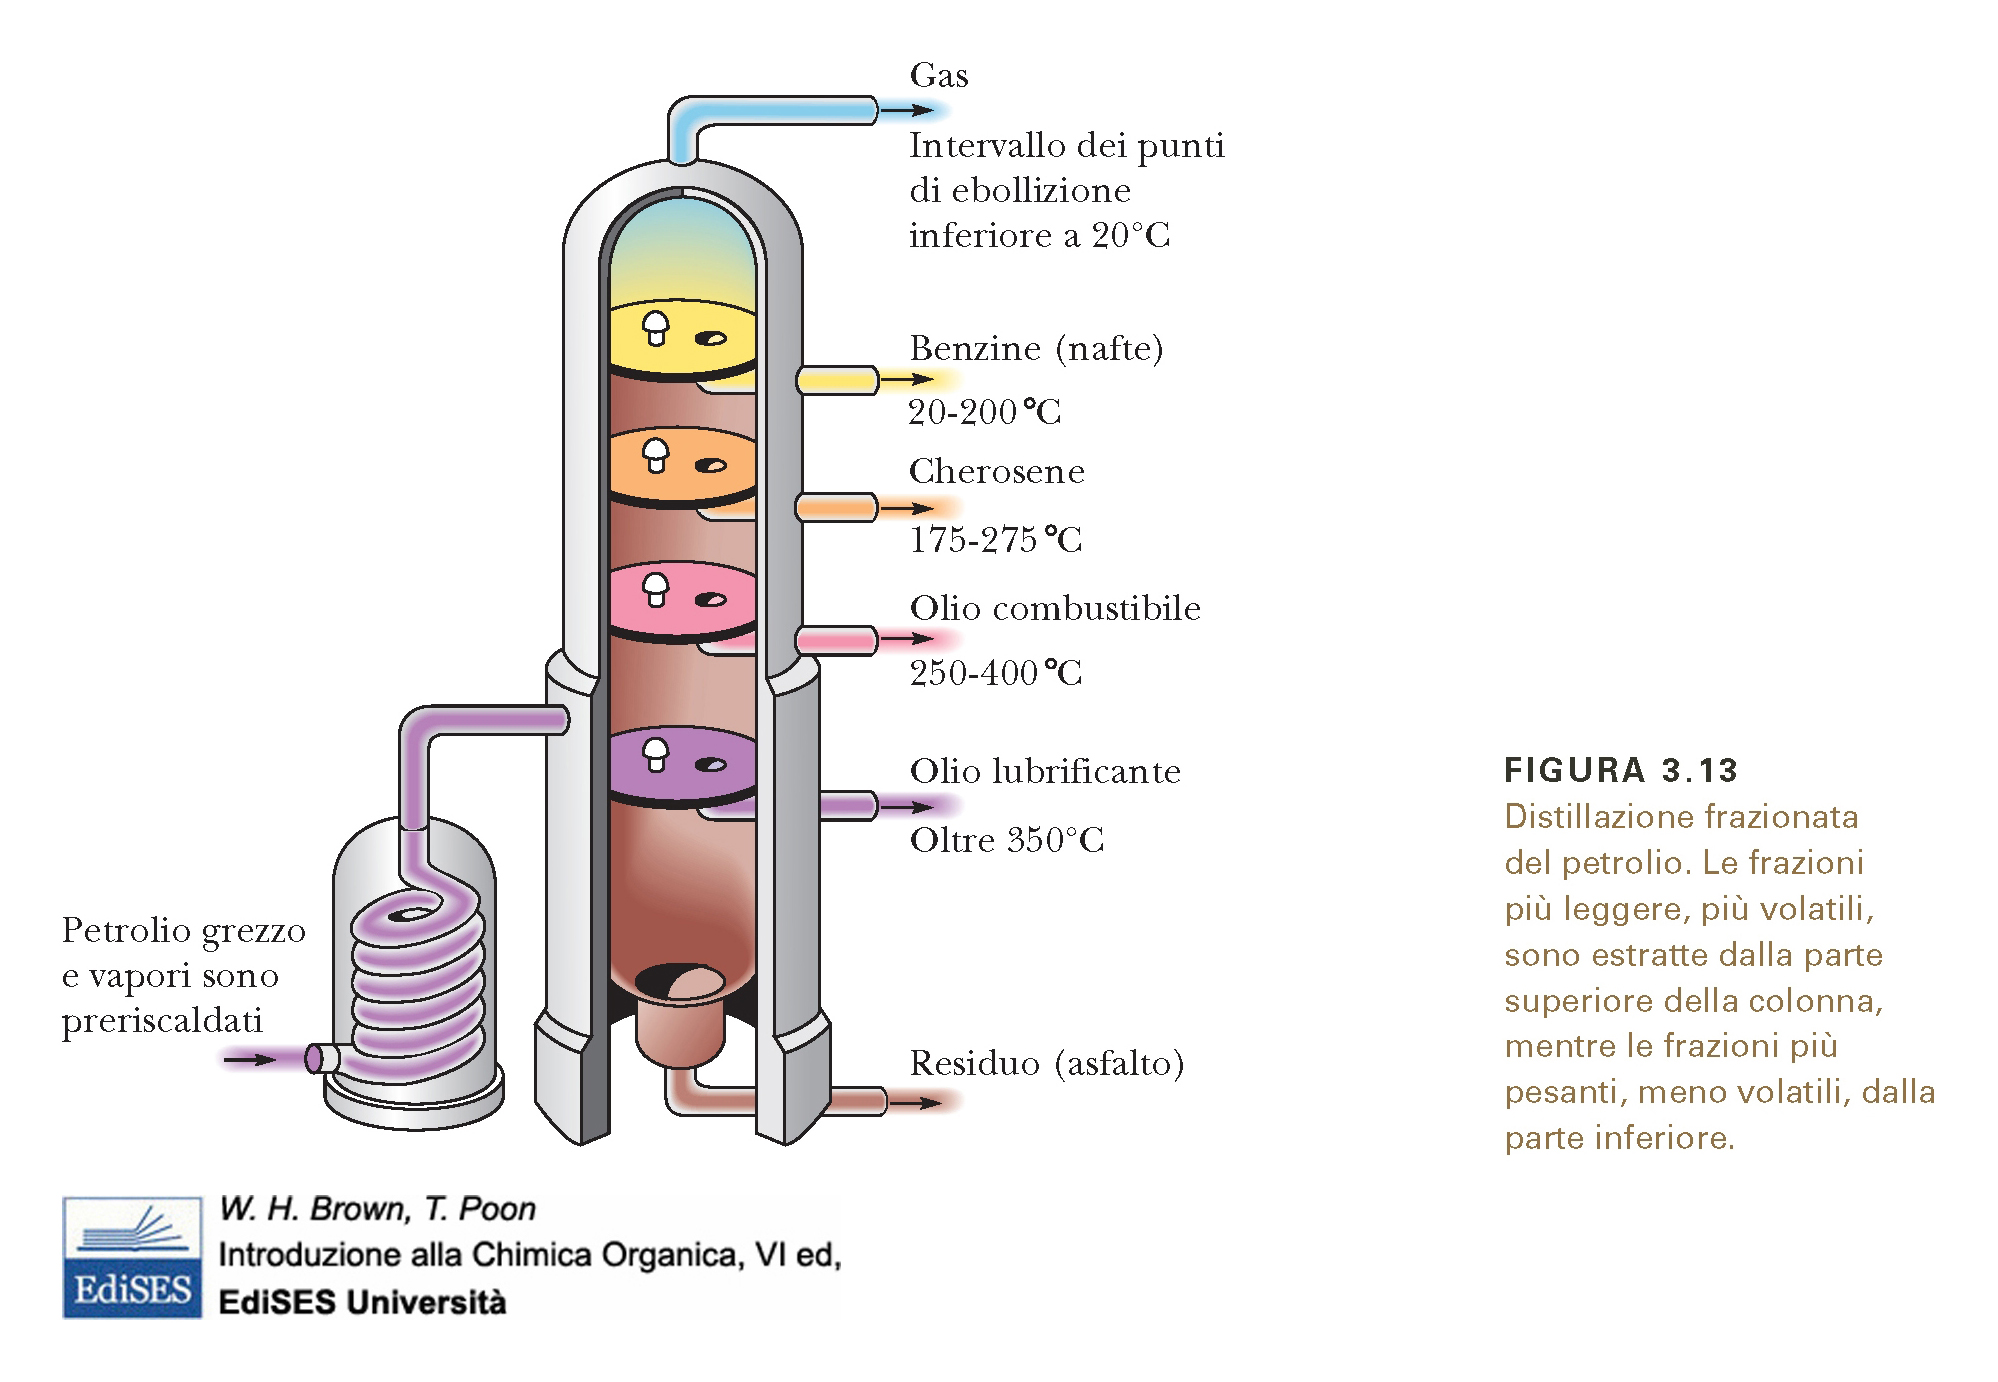 Gas
Intervallo dei punti
di ebollizione
inferiore a 20°C
Benzine (nafte)
20-200°C
Cherosene
175-275°C
Olio combustibile
250-400°C
Olio lubrificante
Oltre 350°C
Petrolio grezzo
e vapori sono
preriscaldati
Residuo (asfalto)
FIGURA 3.13
Distillazione frazionata
del petrolio. Le frazioni
più leggere, più volatili,
sono estratte dalla parte
superiore della colonna,
mentre le frazioni più
pesanti, meno volatili, dalla
parte inferiore.
EdiSES
W. H. Brown, T. Poon
Introduzione alla Chimica Organica, VI ed,
EdiSES Università